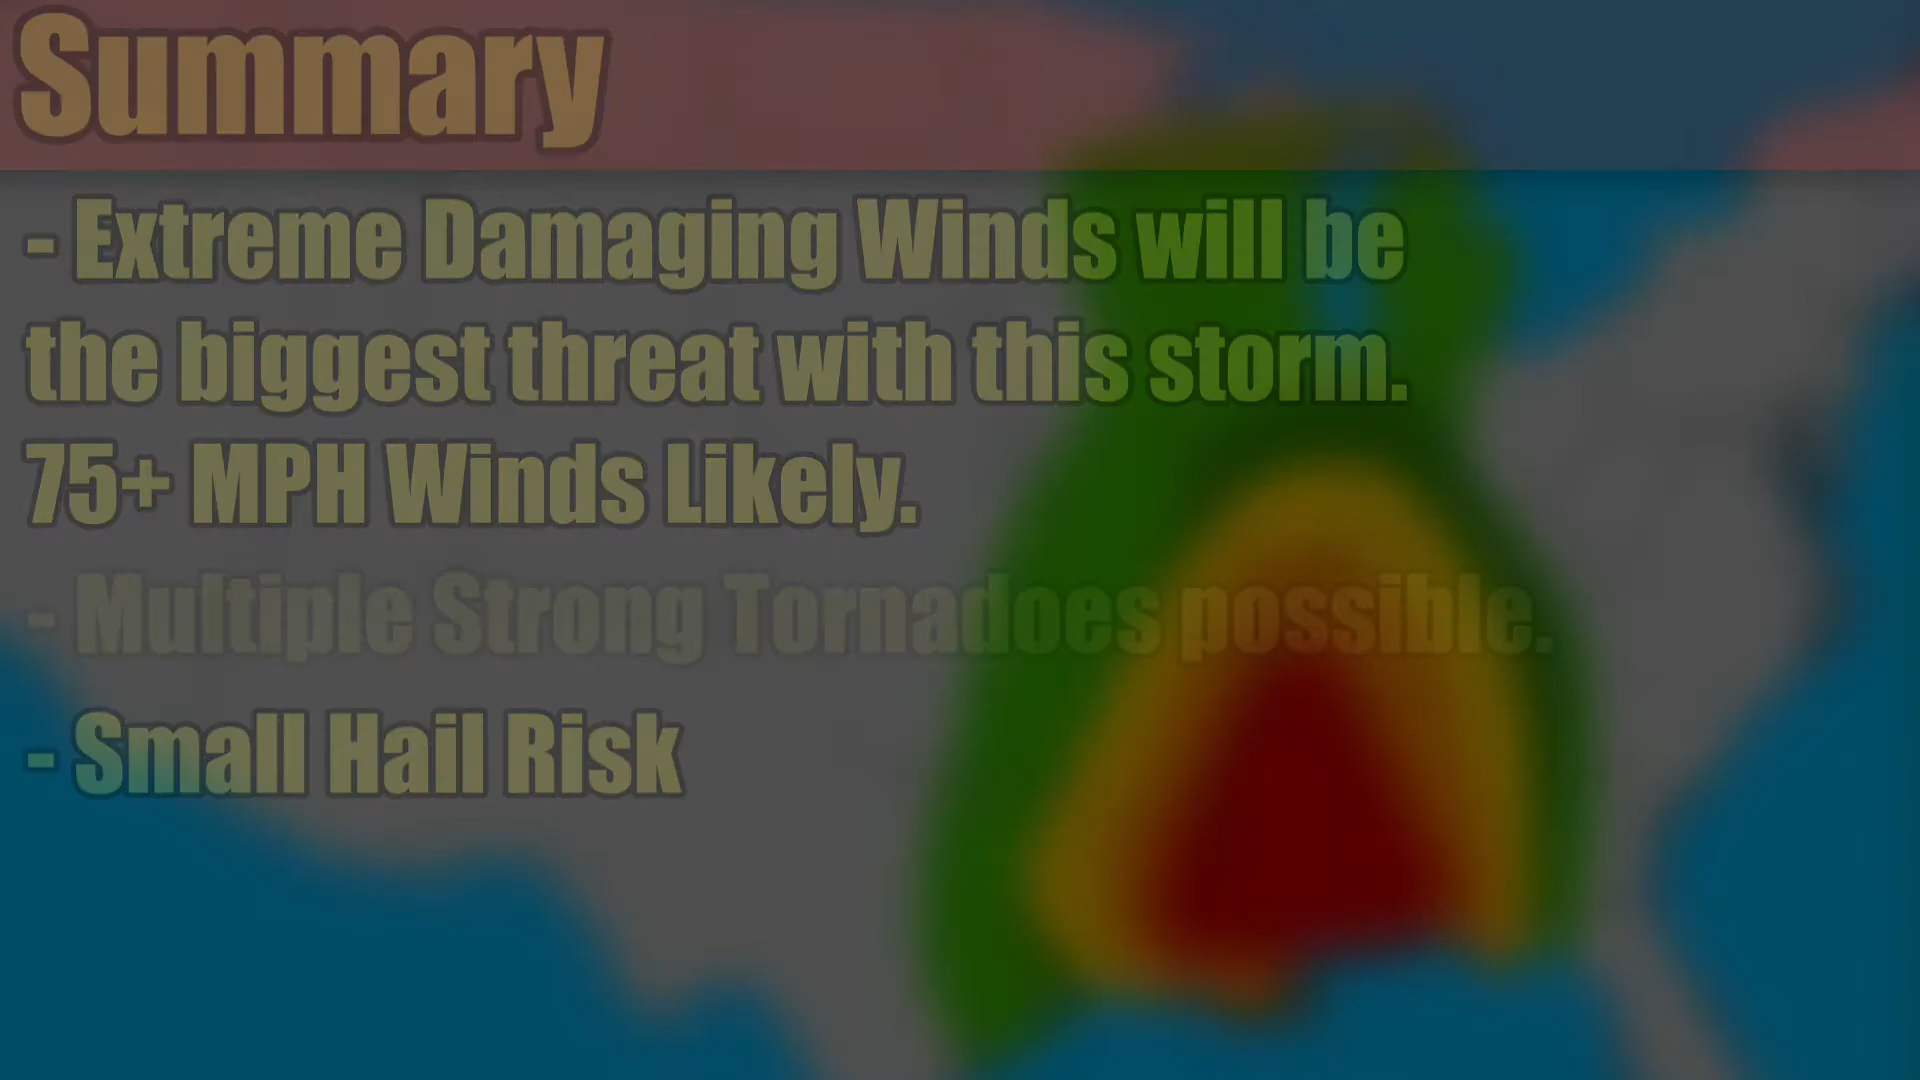 Summary
- Extreme Damaging Winds will be
the biggest threat with this storm.
75+ MPH Winds Likely.
- Multiple Strong Tornadoes possible.
- Small Hail Risk